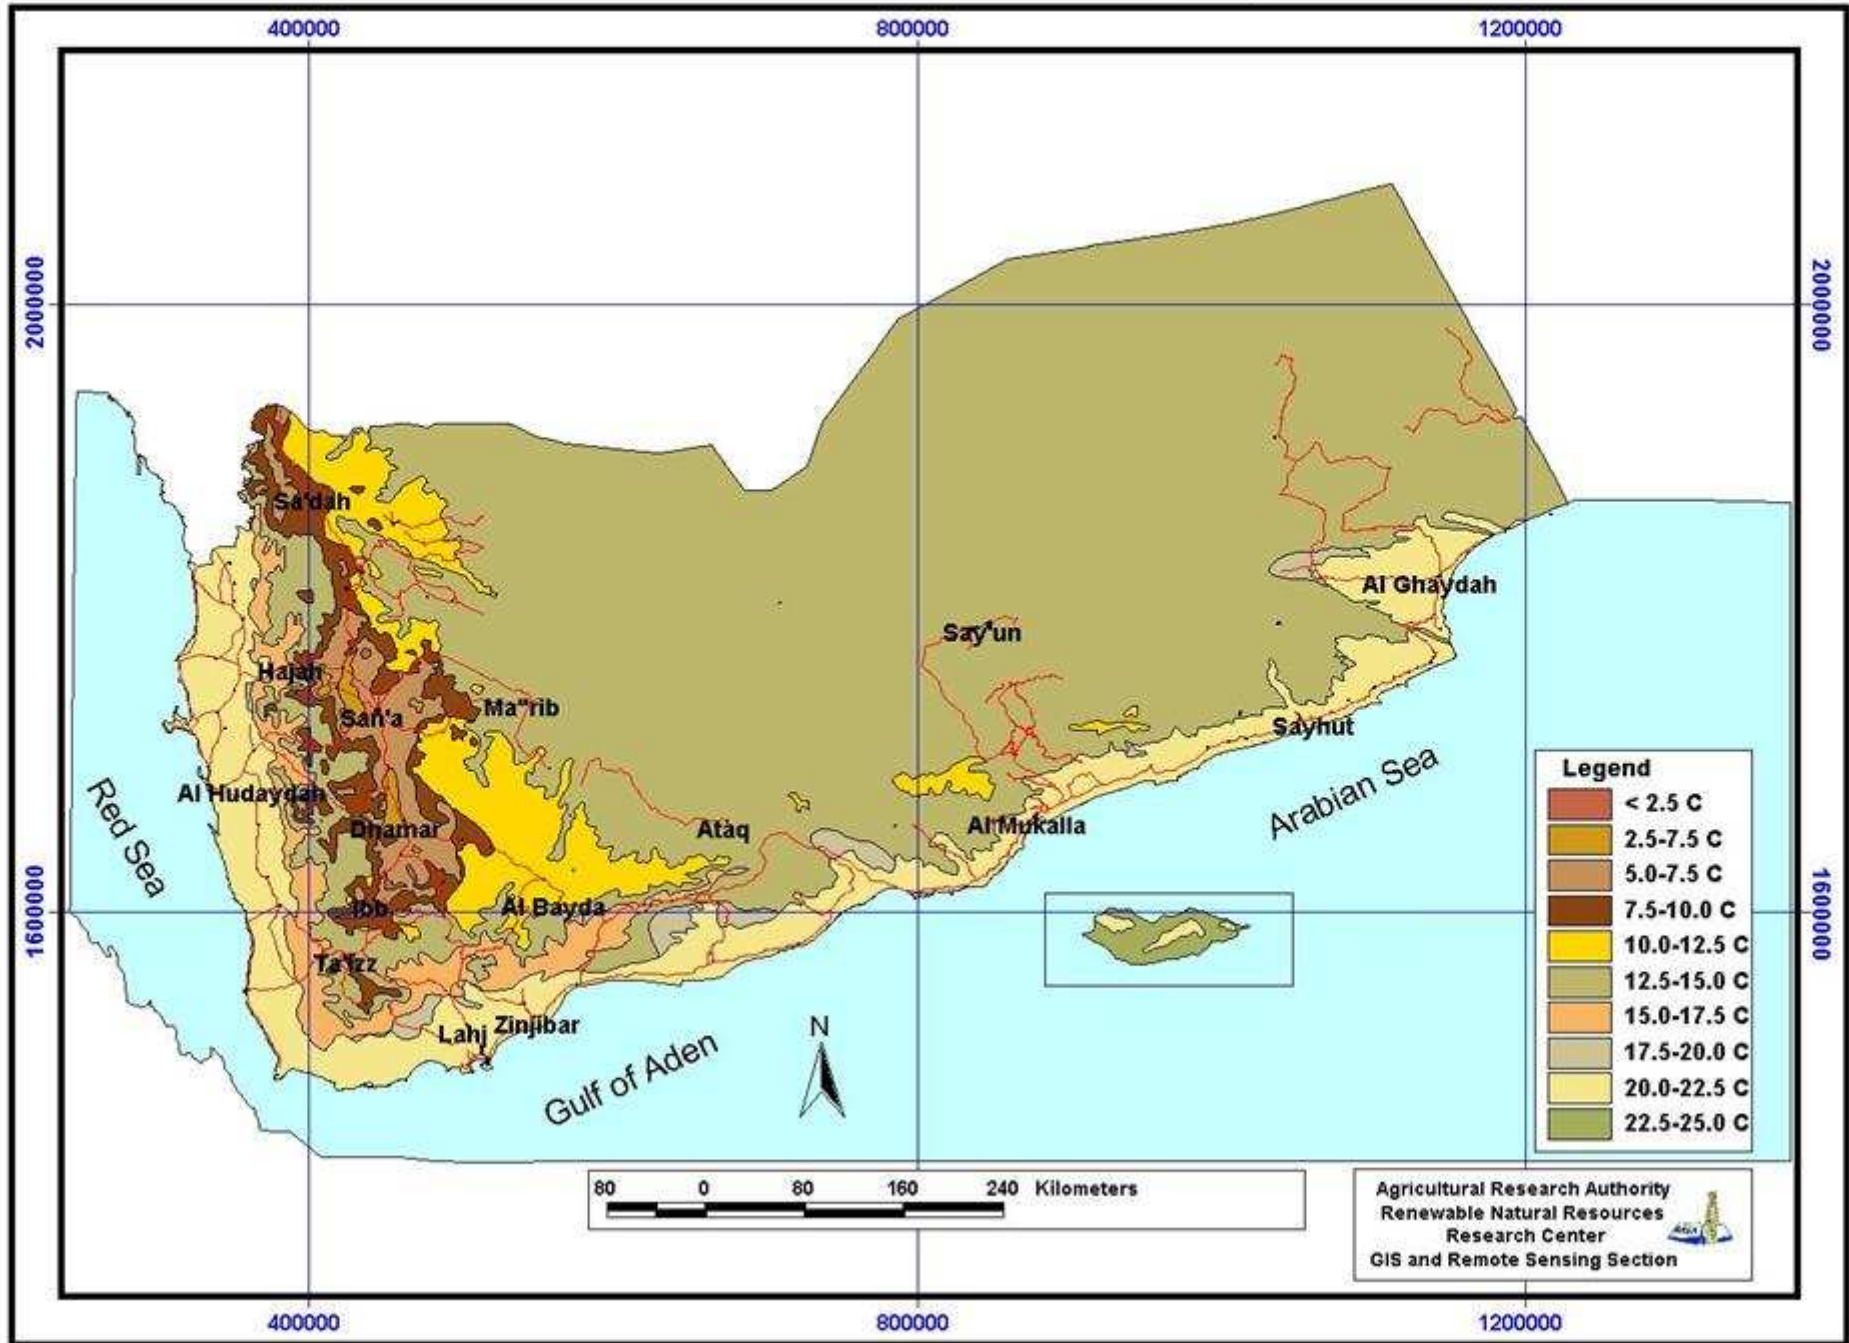 400000 800000 1200000
2000000 2000000
Sa'dah
Al Ghaydah
Say'un
Hajah
San'a
Ma"rib
Sayhut
Al Hudaydah
Dhamar
Ataq
Al Mukalla
Red Sea
Arabian Sea
Ibb
Al Bayda
1600000 1600000
Ta'izz
Lahj
Zinjibar
Gulf of Aden
N
Legend
< 2.5 C
2.5-7.5 C
5.0-7.5 C
7.5-10.0 C
10.0-12.5 C
12.5-15.0 C
15.0-17.5 C
17.5-20.0 C
20.0-22.5 C
22.5-25.0 C
80 0 80 160 240 Kilometers
Agricultural Research Authority
Renewable Natural Resources
Research Center
GIS and Remote Sensing Section
400000 800000 1200000